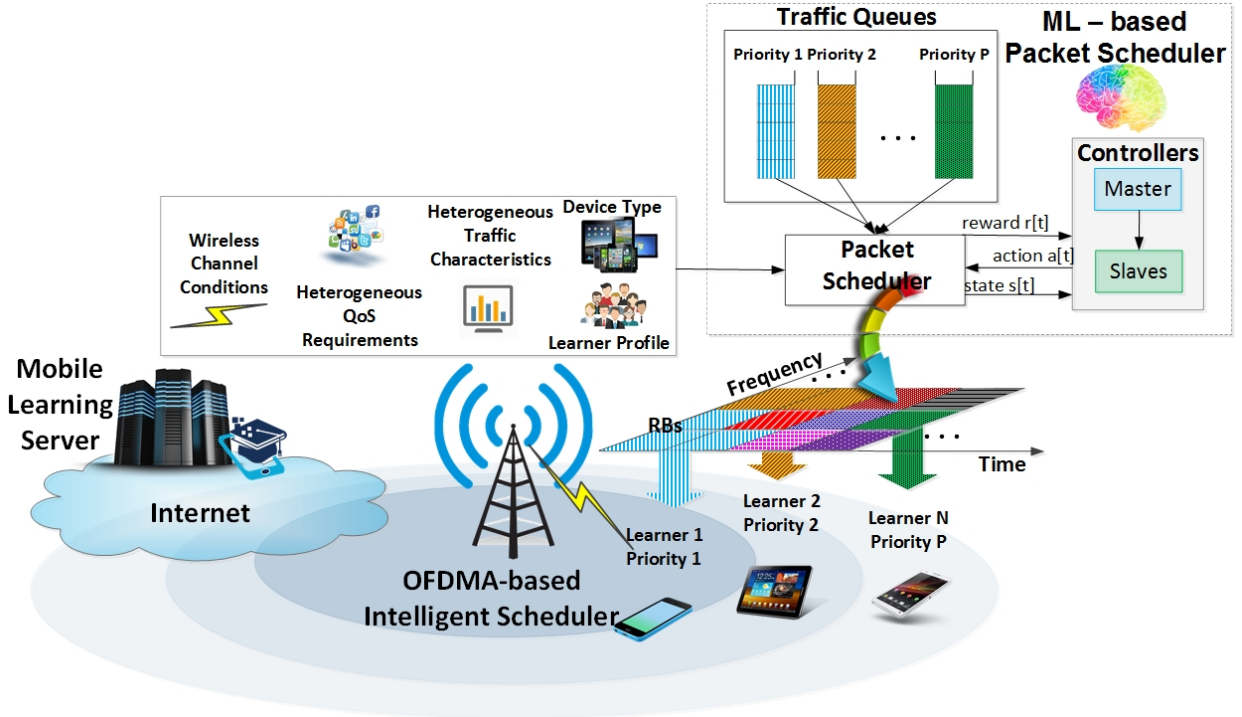 Traffic Queues
Priority 1 Priority 2 Priority P
. . .
ML – based
Packet Scheduler
Controllers
Master
Slaves
reward r[t]
action a[t]
state s[t]
Packet
Scheduler
Wireless
Channel
Conditions
Heterogeneous
QoS
Requirements
Heterogeneous
Traffic
Characteristics
Device Type
Learner Profile
Mobile
Learning
Server
Internet
Frequency
. . .
RBs
. . .
Time
Learner 1
Priority 1
Learner 2
Priority 2
Learner N
Priority P
OFDMA-based
Intelligent Scheduler